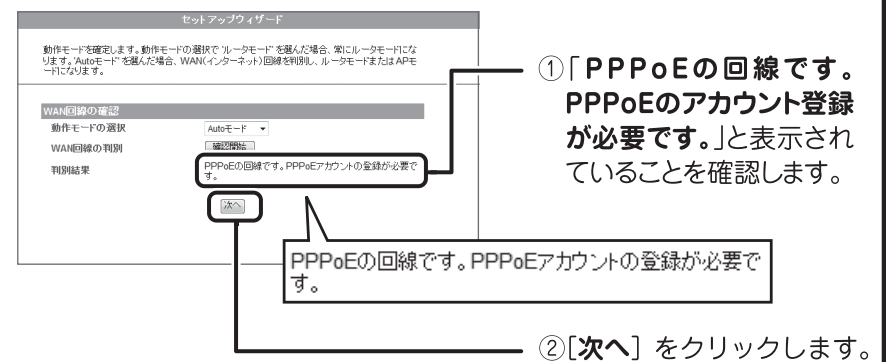 セットアップウィザード
動作モードを確定します。動作モードの選択で'ルータモード'を選んだ場合、常にルータモードにな
ります。'Autoモード'を選んだ場合、WAN(インターネット)回線を判別し、ルータモードまたはAPモ
ードになります。
WAN回線の確認
動作モードの選択 Autoモード
WAN回線の判別 確認開始
判別結果 PPPoEの回線です。PPPoEアカウントの登録が必要で
す。
次へ
PPPoEの回線です。PPPoEアカウントの登録が必要で
す。
①「PPPoEの回線です。
PPPoEのアカウント登録
が必要です。」と表示され
ていることを確認します。
②[次へ] をクリックします。